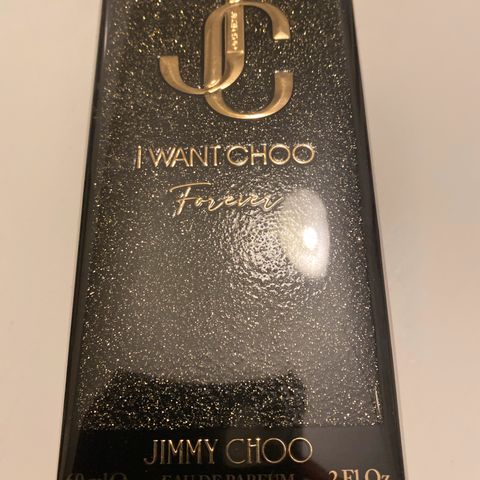 JC
I WANT CHOO
Forever
JIMMY CHOO
60 ml EAU DE PARFUM 2 Fl Oz